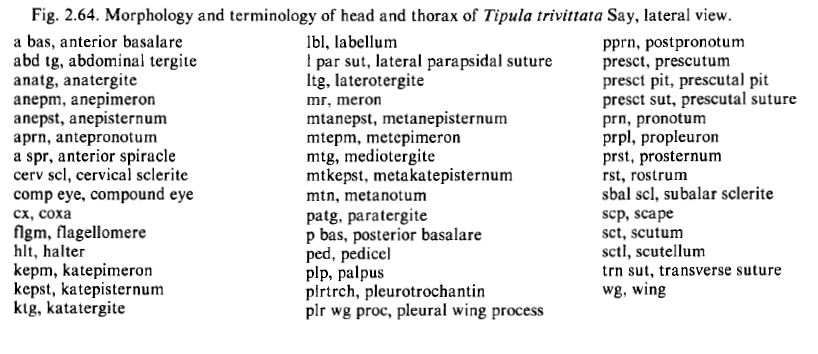 Fig. 2.64. Morphology and terminology of head and thorax of Tipula trivittata Say, lateral view.
a bas, anterior basalare
abd tg, abdominal tergite
anatg, anatergite
anepm, anepimeron
anepst, anepisternum
aprn, antepronotum
a spr, anterior spiracle
cerv scl, cervical sclerite
comp eye, compound eye
cx, coxa
flgm, flagellomere
hlt, halter
kepm, katepimeron
kepst, katepisternum
ktg, katatergite
lbl, labellum
l par sut, lateral parapsidal suture
ltg, laterotergite
mr, meron
mtanepst, metanepisternum
mtepm, metepimeron
mtg, mediotergite
mtkepst, metakatepisternum
mtn, metanotum
patg, paratergite
p bas, posterior basalare
ped, pedicel
plp, palpus
plrtrch, pleurotrochantin
plr wg proc, pleural wing process
pprn, postpronotum
presct, prescutum
presct pit, prescutal pit
presct sut, prescutal suture
prn, pronotum
prpl, propleuron
prst, prosternum
rst, rostrum
sbal scl, subalar sclerite
scp, scape
sct, scutum
sctl, scutellum
trn sut, transverse suture
wg, wing